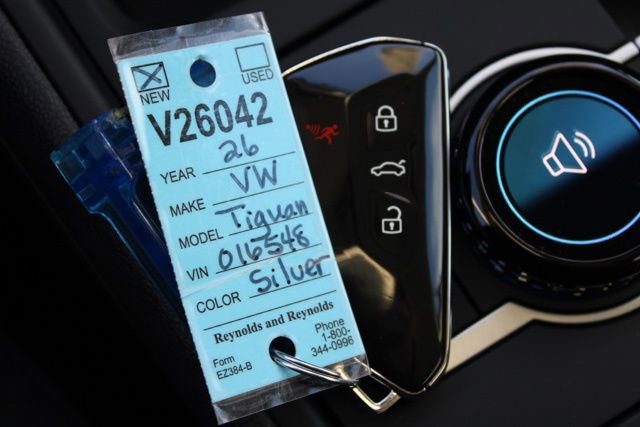 NEW USED
V26042
YEAR 26
MAKE VW
MODEL Tiguan
VIN 016548
COLOR Silver
Reynolds and Reynolds
Form EZ384-B
Phone 1-800-344-0996